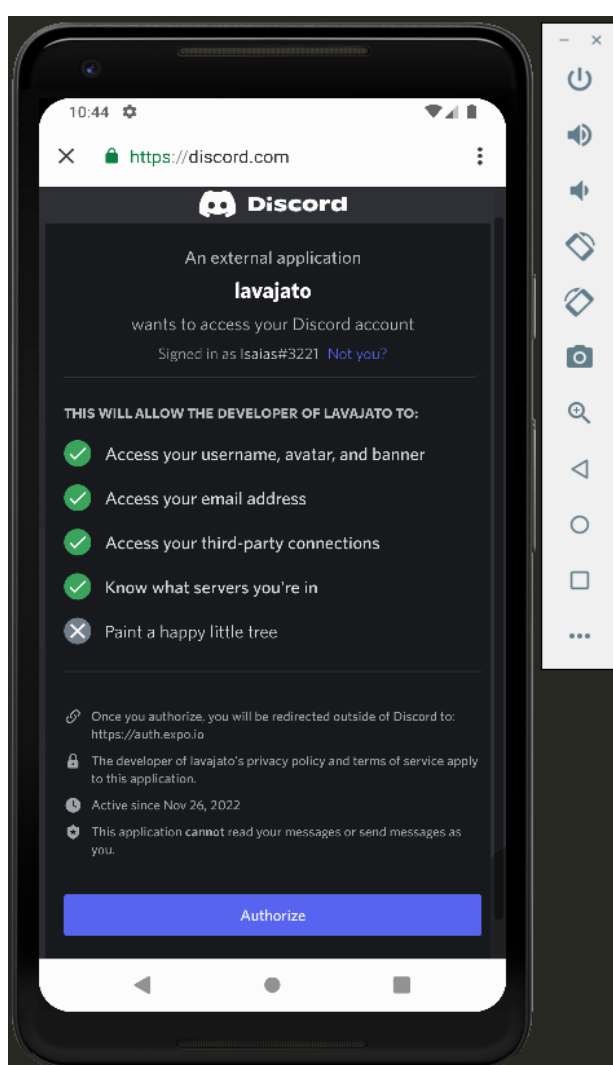 10:44
https://discord.com
Discord
An external application
lavajato
wants to access your Discord account
Signed in as Isaias#3221 Not you?
THIS WILL ALLOW THE DEVELOPER OF LAVAJATO TO:
Access your username, avatar, and banner
Access your email address
Access your third-party connections
Know what servers you're in
Paint a happy little tree
Once you authorize, you will be redirected outside of Discord to:
https://auth.expo.io
The developer of lavajato's privacy policy and terms of service apply
to this application.
Active since Nov 26, 2022
This application cannot read your messages or send messages as
you.
Authorize